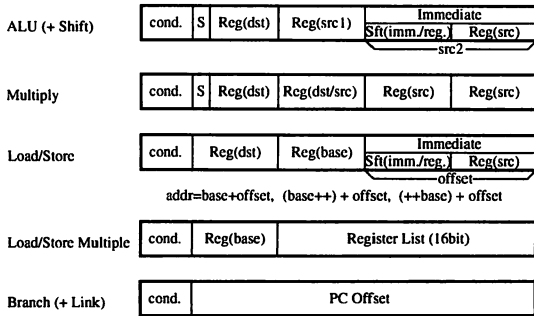 ALU (+ Shift) cond. S Reg(dst) Reg(src1) Immediate
Sft(imm./reg.) Reg(src)
src2
Multiply cond. S Reg(dst) Reg(dst/src) Reg(src) Reg(src)
Load/Store cond. Reg(dst) Reg(base) Immediate
Sft(imm./reg.) Reg(src)
offset
addr=base+offset, (base++) + offset, (++base) + offset
Load/Store Multiple cond. Reg(base) Register List (16bit)
Branch (+ Link) cond. PC Offset